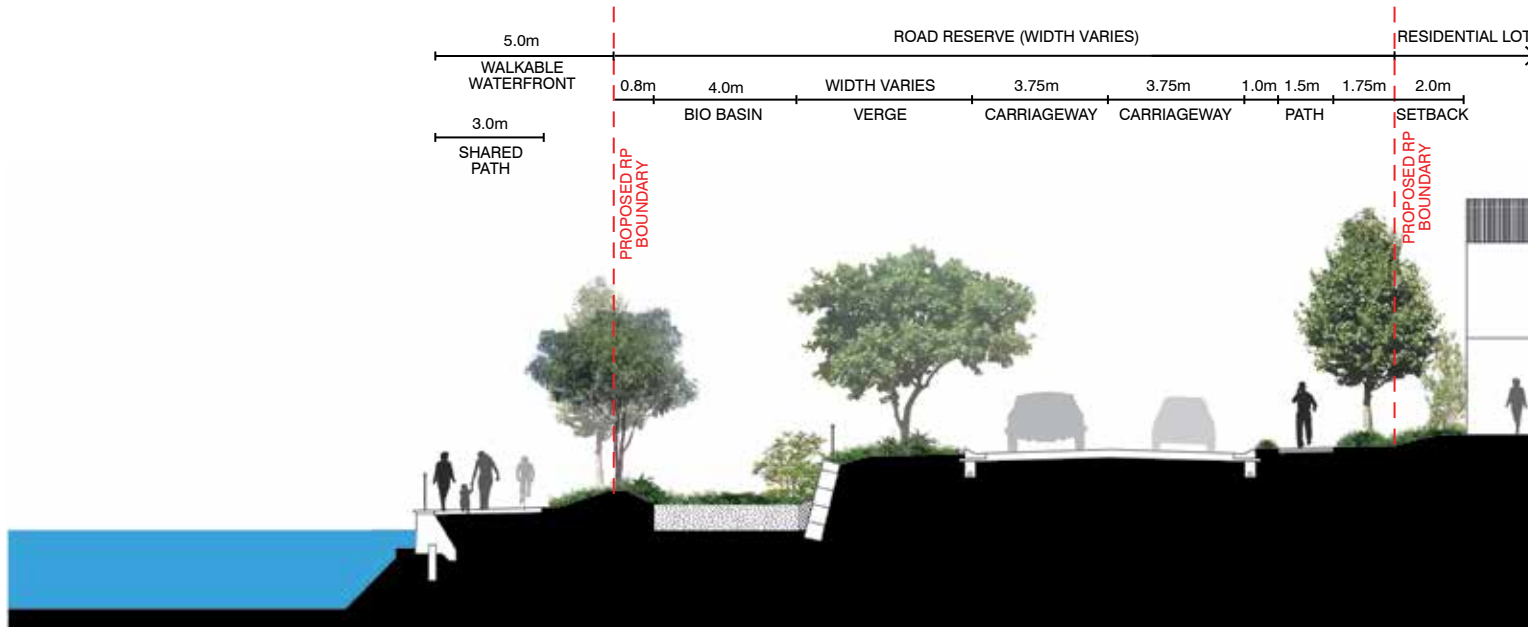 5.0m
WALKABLE
WATERFRONT
ROAD RESERVE (WIDTH VARIES)
RESIDENTIAL LOT
0.8m
4.0m
BIO BASIN
WIDTH VARIES
VERGE
3.75m
CARRIAGEWAY
3.75m
CARRIAGEWAY
1.0m
1.5m
PATH
1.75m
2.0m
SETBACK
3.0m
SHARED
PATH
PROPOSED RP
BOUNDARY
PROPOSED RP
BOUNDARY